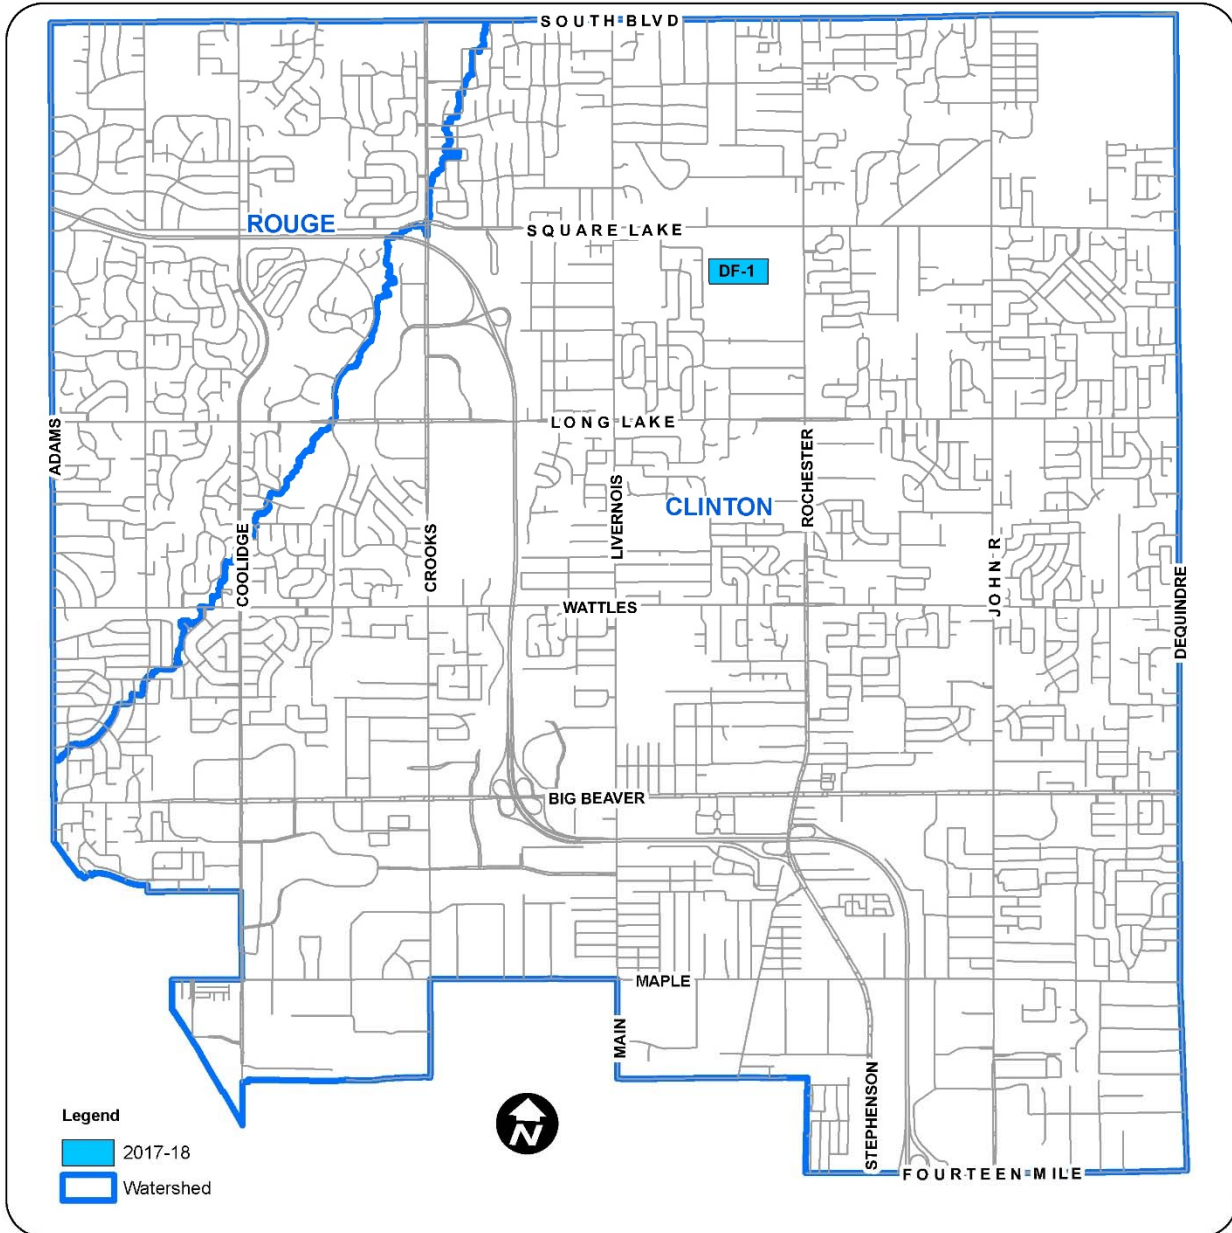 SOUTH BLVD
ROUGE
SQUARE LAKE
DF-1
ADAMS
LONG LAKE
COOLIDGE
CROOKS
LIVERNOIS
CLINTON
ROCHESTER
JOHN R
DEQUINDRE
WATTLES
BIG BEAVER
MAPLE
MAIN
STEPHENSON
FOURTEEN MILE
N
Legend
2017-18
Watershed